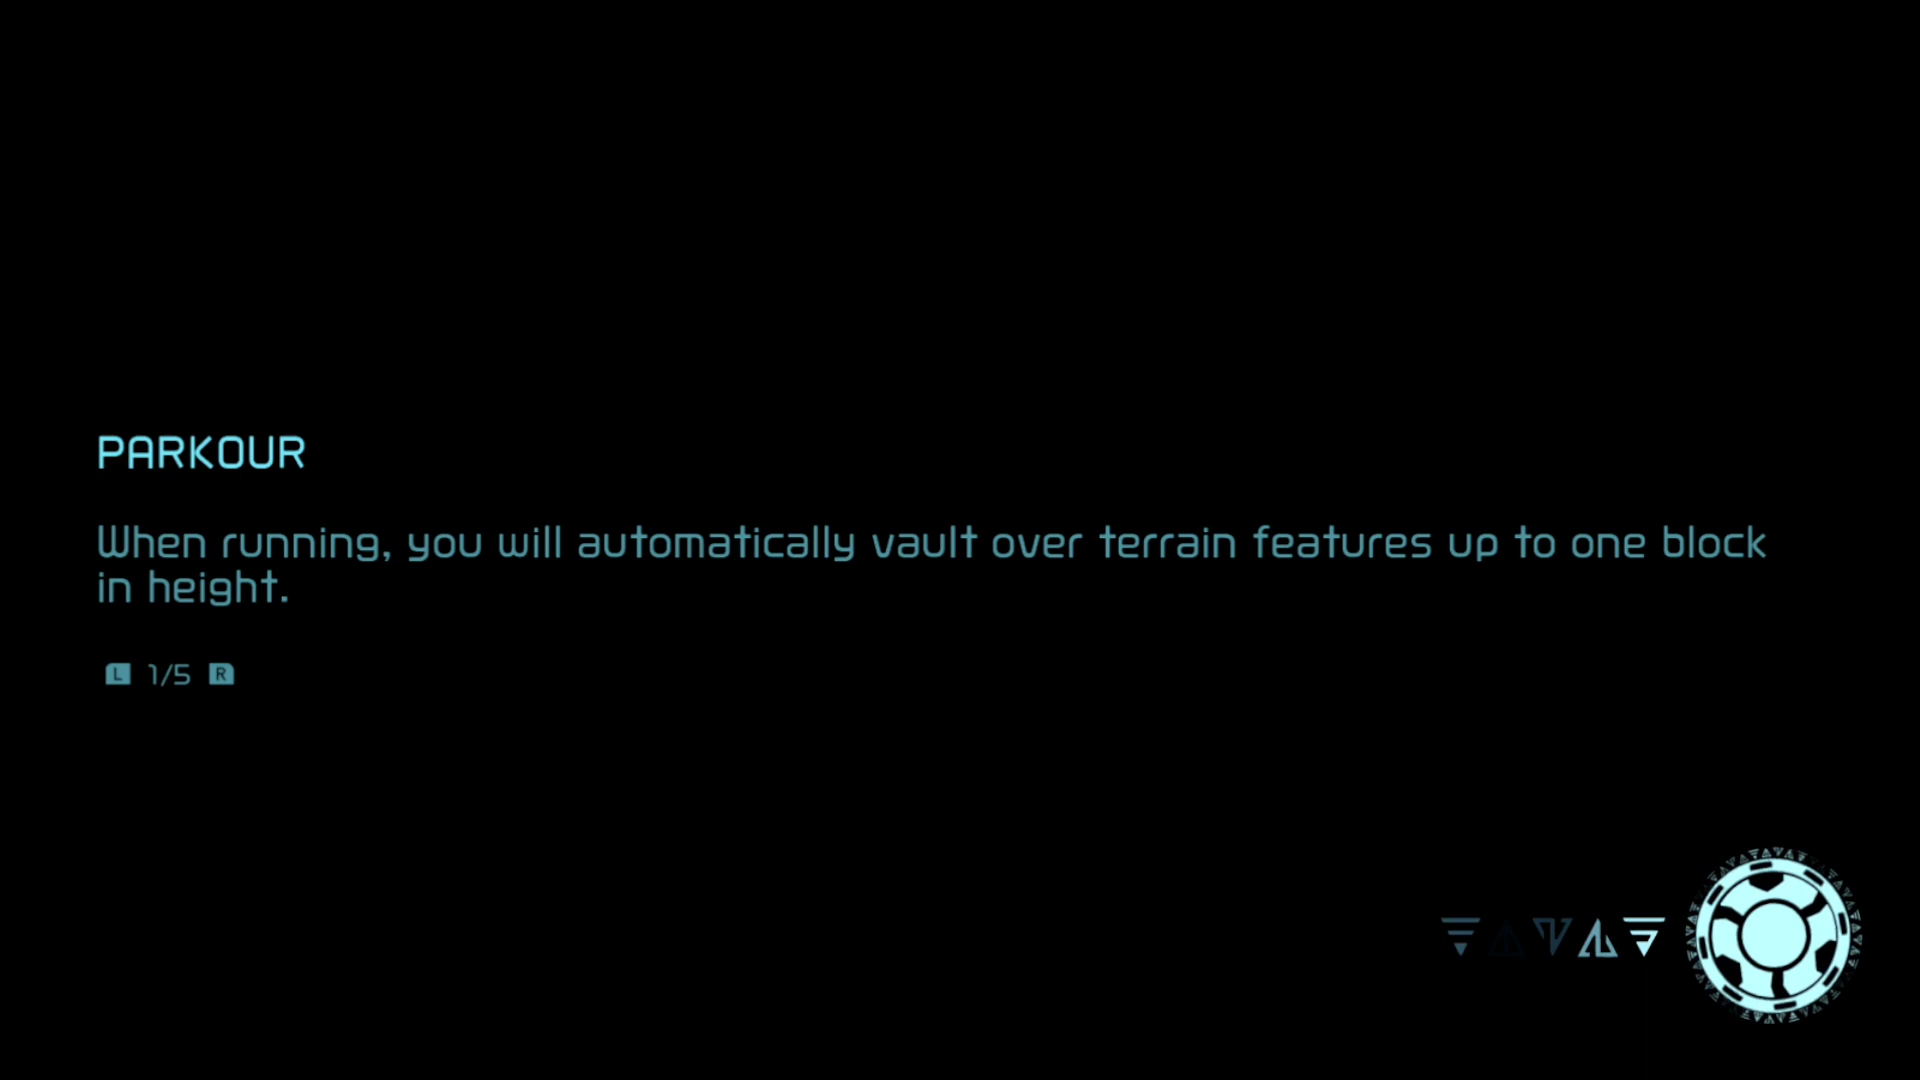 PARKOUR
When running, you will automatically vault over terrain features up to one block
in height.
L 1/5 R